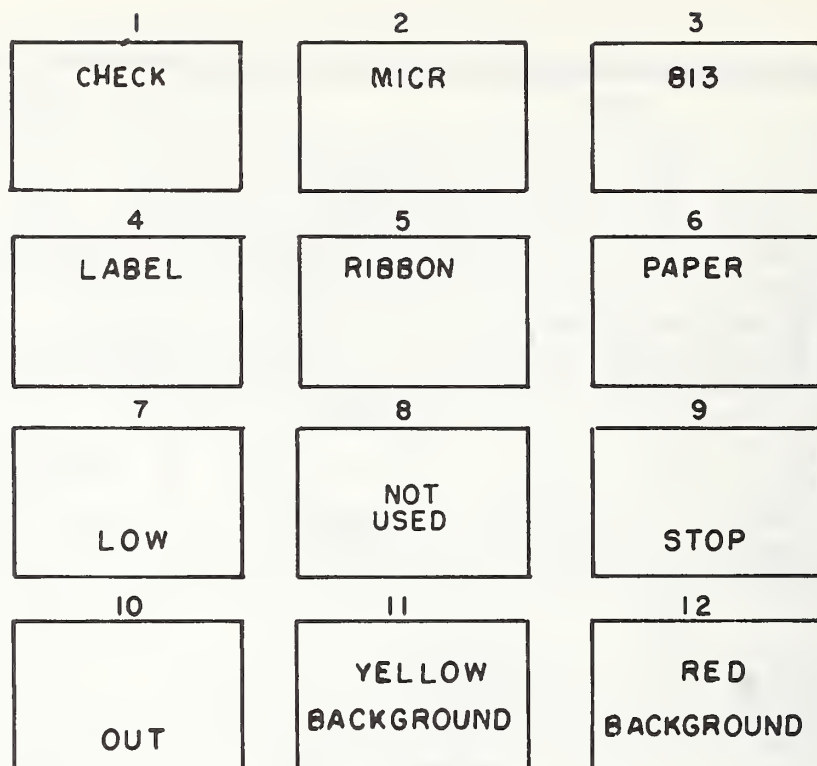 1 2 3
CHECK MICR 813
4 5 6
LABEL RIBBON PAPER
7 8 9
LOW NOT USED STOP
10 11 12
OUT YELLOW BACKGROUND RED BACKGROUND